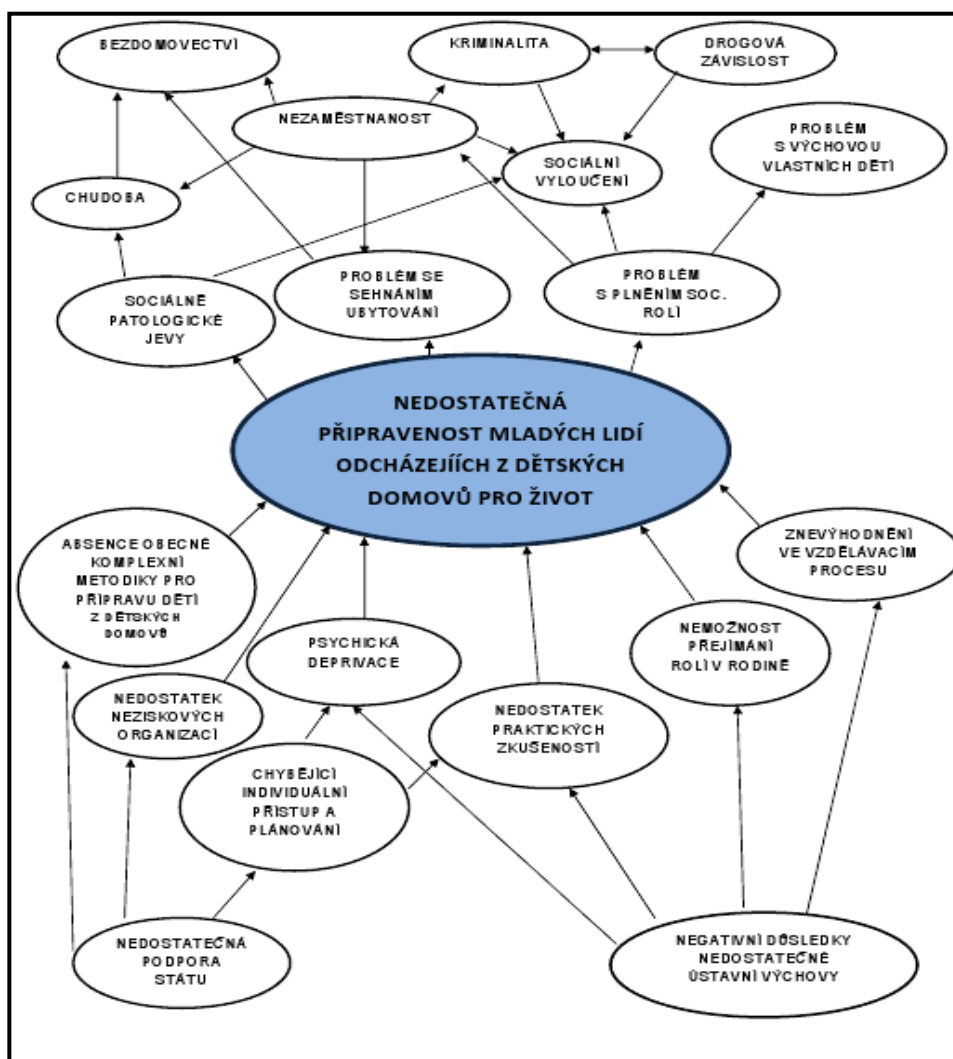 BEZDOMOVECTVÍ
KRIMINALITA
DROGOVÁ
ZÁVISLOST
NEZAMĚSTNANOST
PROBLÉM
S VÝCHOVOU
VLASTNÍCH DĚTÍ
SOCIÁLNÍ
VYLOUČENÍ
CHUDOBA
SOCIÁLNĚ
PATOLOGICKÉ
JEVY
PROBLÉM SE
SEHNÁNÍM
UBYTOVÁNÍ
PROBLÉM
S PLNĚNÍM SOC.
ROLÍ
NEDOSTATEČNÁ
PŘIPRAVENOST MLADÝCH LIDÍ
ODCHÁZEJÍÍCH Z DĚTSKÝCH
DOMOVŮ PRO ŽIVOT
ABSENCE OBECNÉ
KOMPLEXNÍ
METODIKY PRO
PŘÍPRAVU DĚTÍ
Z DĚTSKÝCH
DOMOVŮ
ZNEVÝHODNĚNÍ
VE VZDĚLÁVACÍM
PROCESU
PSYCHICKÁ
DEPRIVACE
NEMOŽNOST
PŘEJÍMÁNÍ
ROLÍ V RODINĚ
NEDOSTATEK
NEZISKOVÝCH
ORGANIZACÍ
NEDOSTATEK
PRAKTICKÝCH
ZKUŠENOSTÍ
CHYBĚJÍCÍ
INDIVIDUÁLNÍ
PŘÍSTUP A
PLÁNOVÁNÍ
NEDOSTATEČNÁ
PODPORA
STÁTU
NEGATIVNÍ DŮSLEDKY
NEDOSTATEČNÉ
ÚSTAVNÍ VÝCHOVY